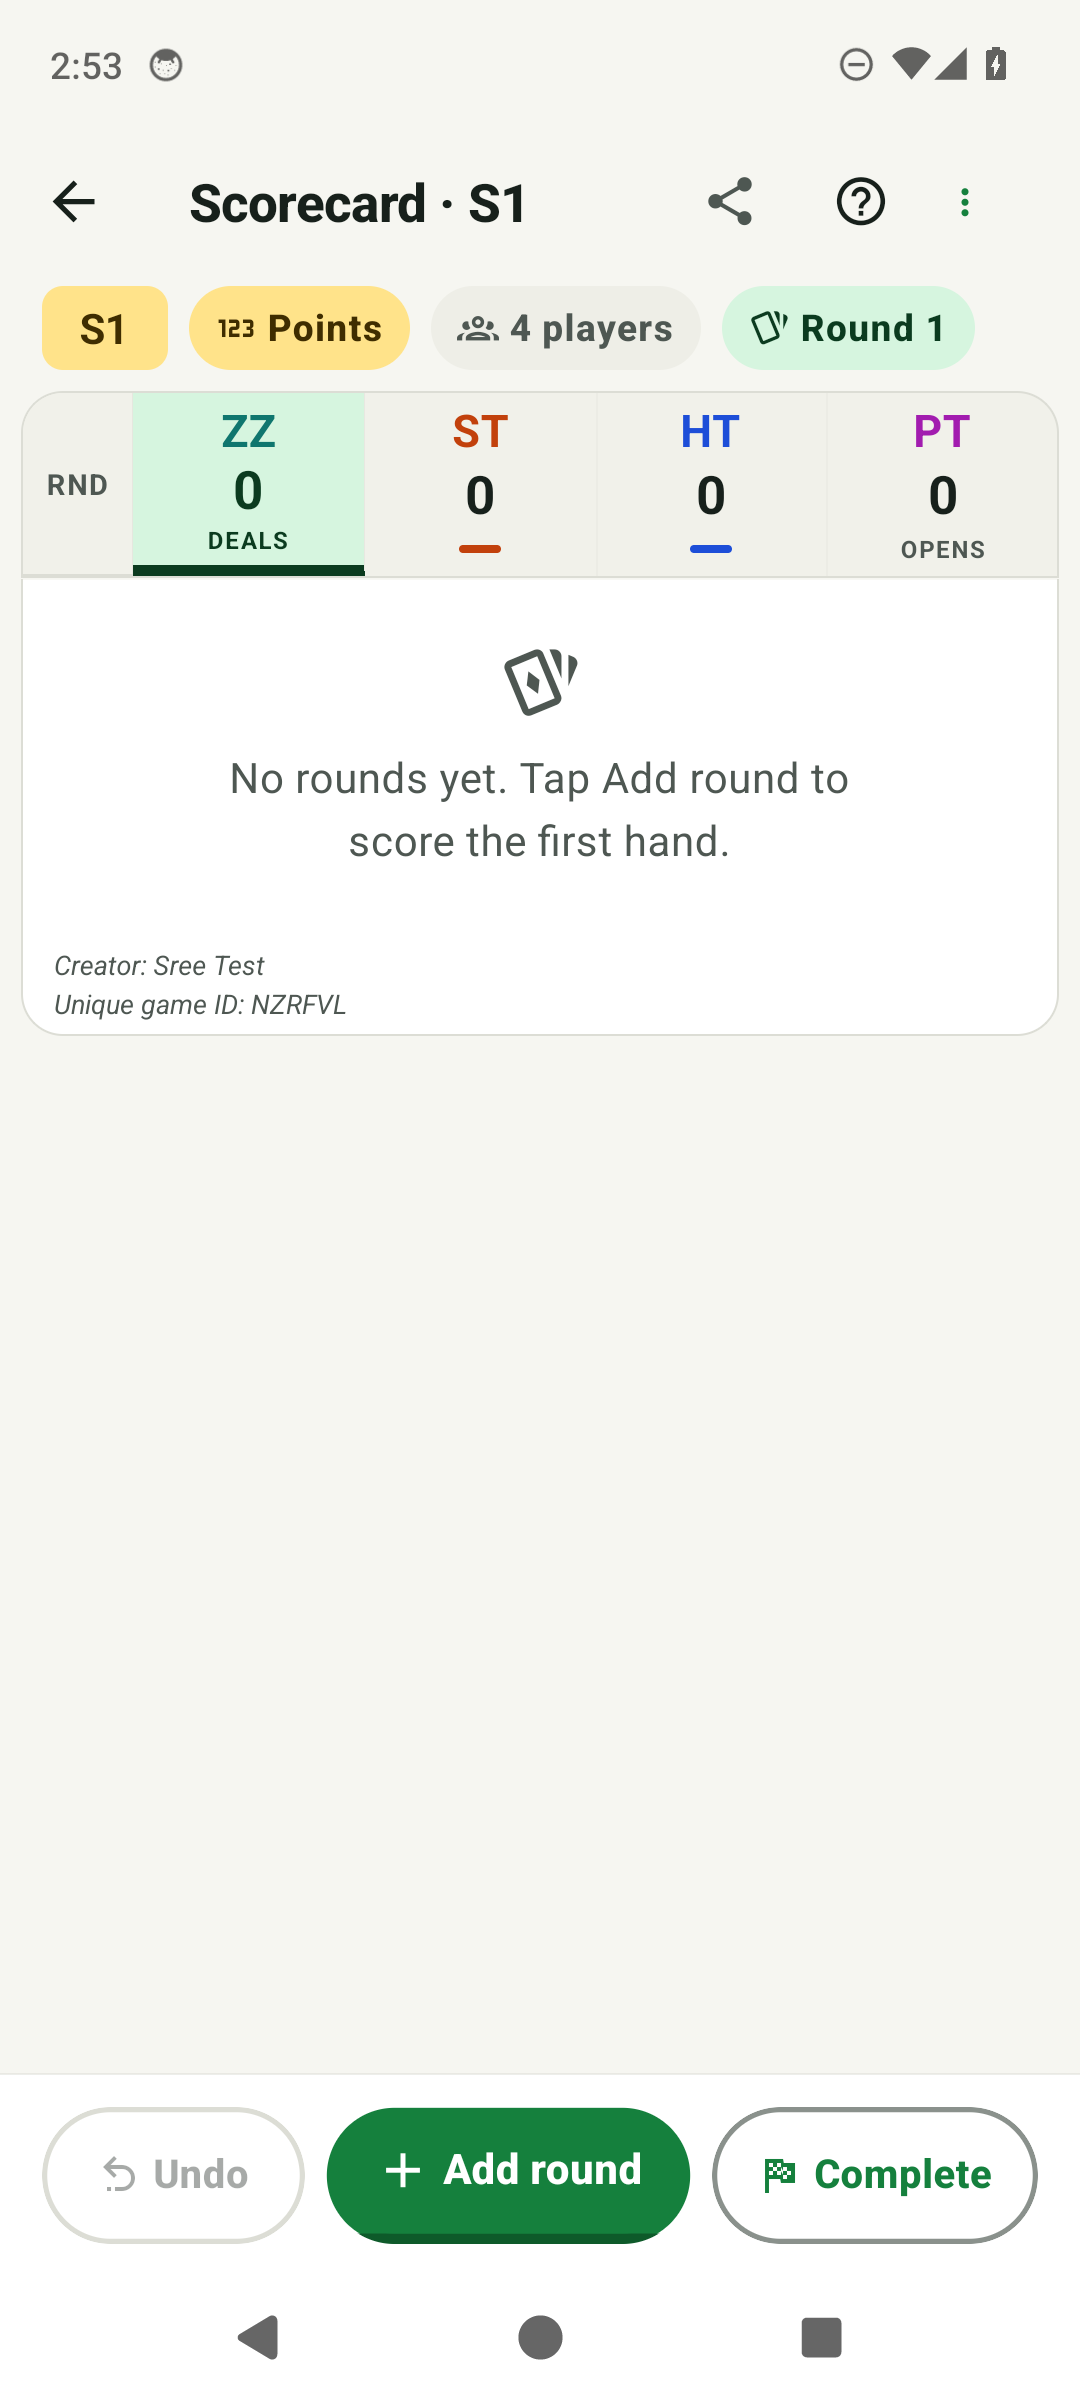 2:53
Scorecard · S1
S1
123 Points
4 players
Round 1
RND
ZZ
0
DEALS
ST
0
HT
0
PT
0
OPENS
No rounds yet. Tap Add round to
score the first hand.
Creator: Sree Test
Unique game ID: NZRFVL
Undo
+ Add round
Complete